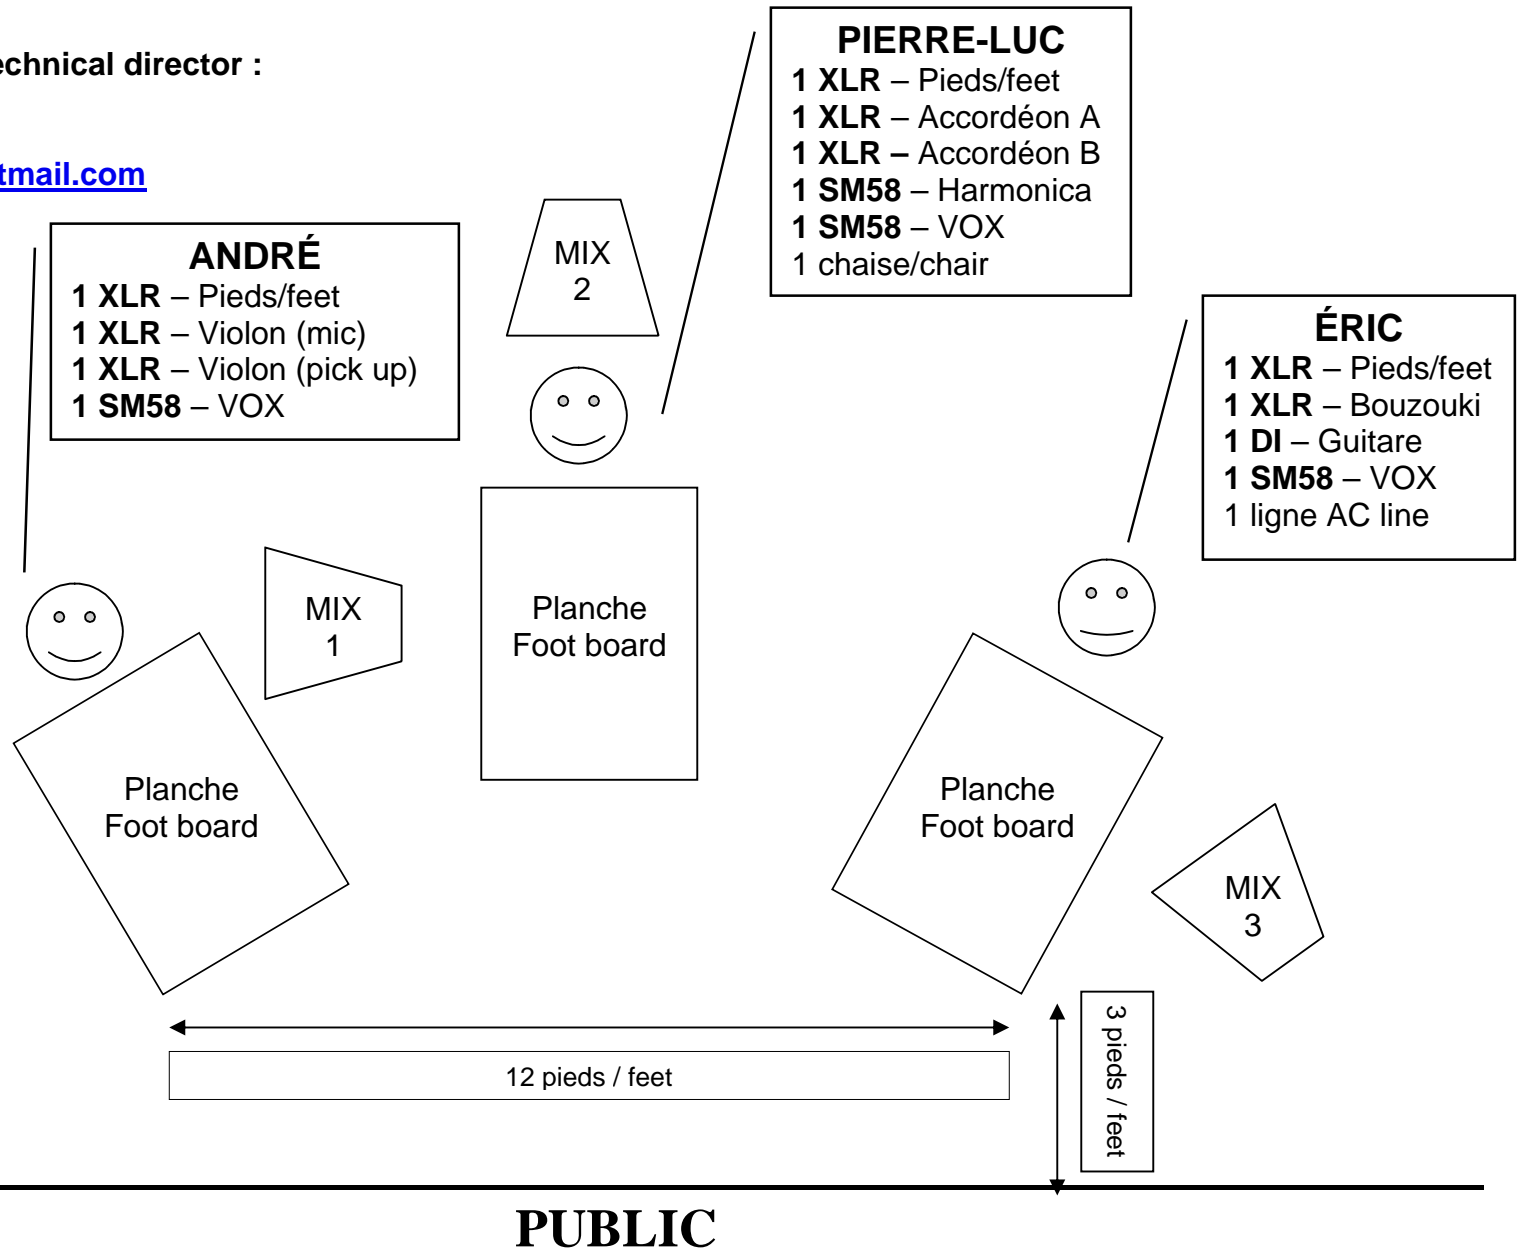 echnical director :
tmail.com
PIERRE-LUC
1 XLR – Pieds/feet
1 XLR – Accordéon A
1 XLR – Accordéon B
1 SM58 – Harmonica
1 SM58 – VOX
1 chaise/chair
ANDRÉ
1 XLR – Pieds/feet
1 XLR – Violon (mic)
1 XLR – Violon (pick up)
1 SM58 – VOX
MIX
2
ÉRIC
1 XLR – Pieds/feet
1 XLR – Bouzouki
1 DI – Guitare
1 SM58 – VOX
1 ligne AC line
MIX
1
Planche
Foot board
Planche
Foot board
Planche
Foot board
MIX
3
12 pieds / feet
3 pieds / feet
PUBLIC